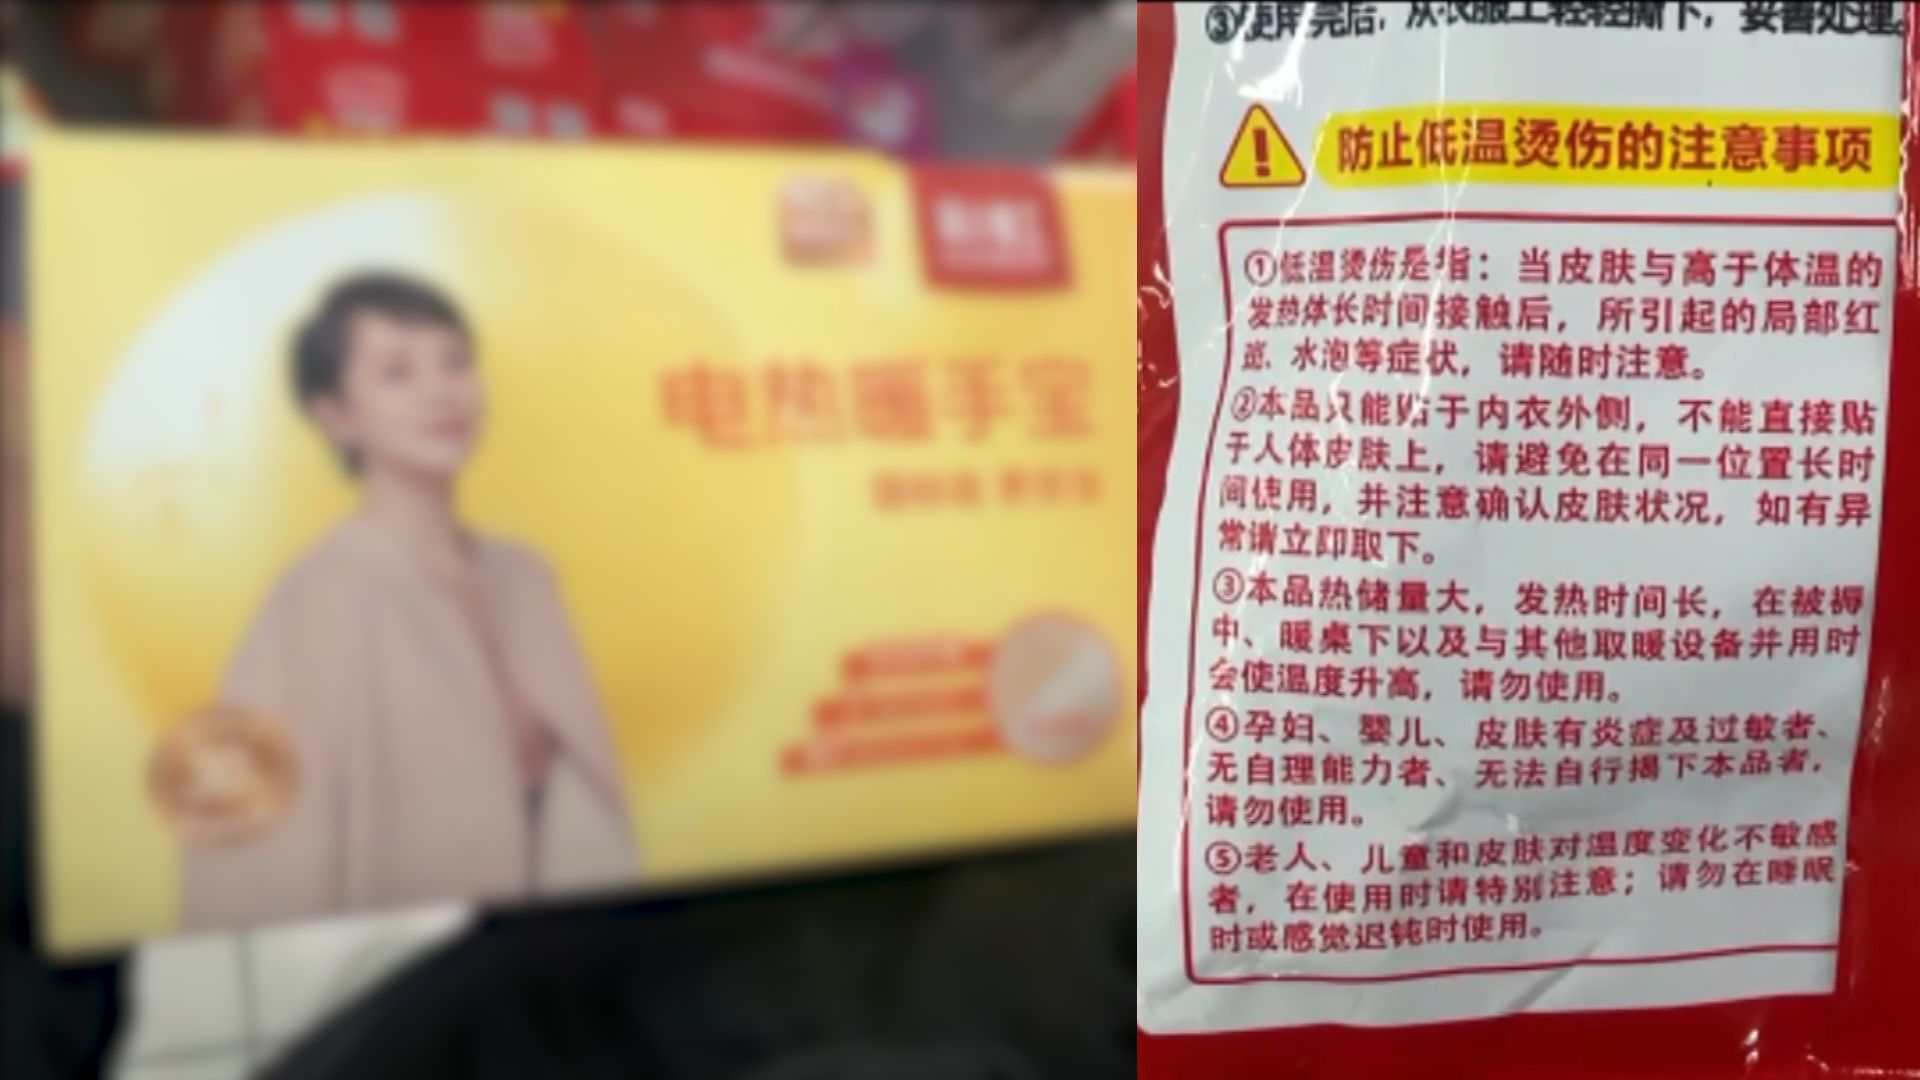 电热暖手宝
③使用完后，从衣服上轻轻撕下，妥善处理。
防止低温烫伤的注意事项
①低温烫伤是指：当皮肤与高于体温的
发热体长时间接触后，所引起的局部红
斑、水泡等症状，请随时注意。
②本品只能贴于内衣外侧，不能直接贴
于人体皮肤上，请避免在同一位置长时
间使用，并注意确认皮肤状况，如有异
常请立即取下。
③本品热储量大，发热时间长，在被褥
中、暖桌下以及与其他取暖设备并用时
会使温度升高，请勿使用。
④孕妇、婴儿、皮肤有炎症及过敏者、
无自理能力者、无法自行揭下本品者，
请勿使用。
⑤老人、儿童和皮肤对温度变化不敏感
者，在使用时请特别注意；请勿在睡眠
时或感觉迟钝时使用。